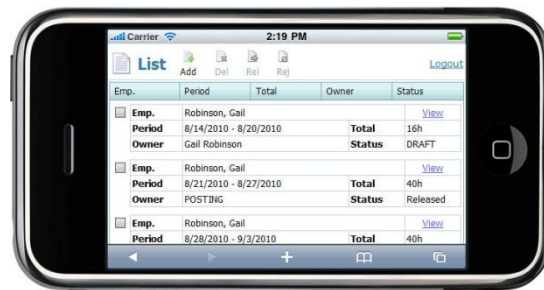 Carrier 2:19 PM
List Add Del Rel Rej Logout
Emp. Period Total Owner Status
Emp. Robinson, Gail View
Period 8/14/2010 - 8/20/2010 Total 16h
Owner Gail Robinson Status DRAFT
Emp. Robinson, Gail View
Period 8/21/2010 - 8/27/2010 Total 40h
Owner POSTING Status Released
Emp. Robinson, Gail View
Period 8/28/2010 - 9/3/2010 Total 40h